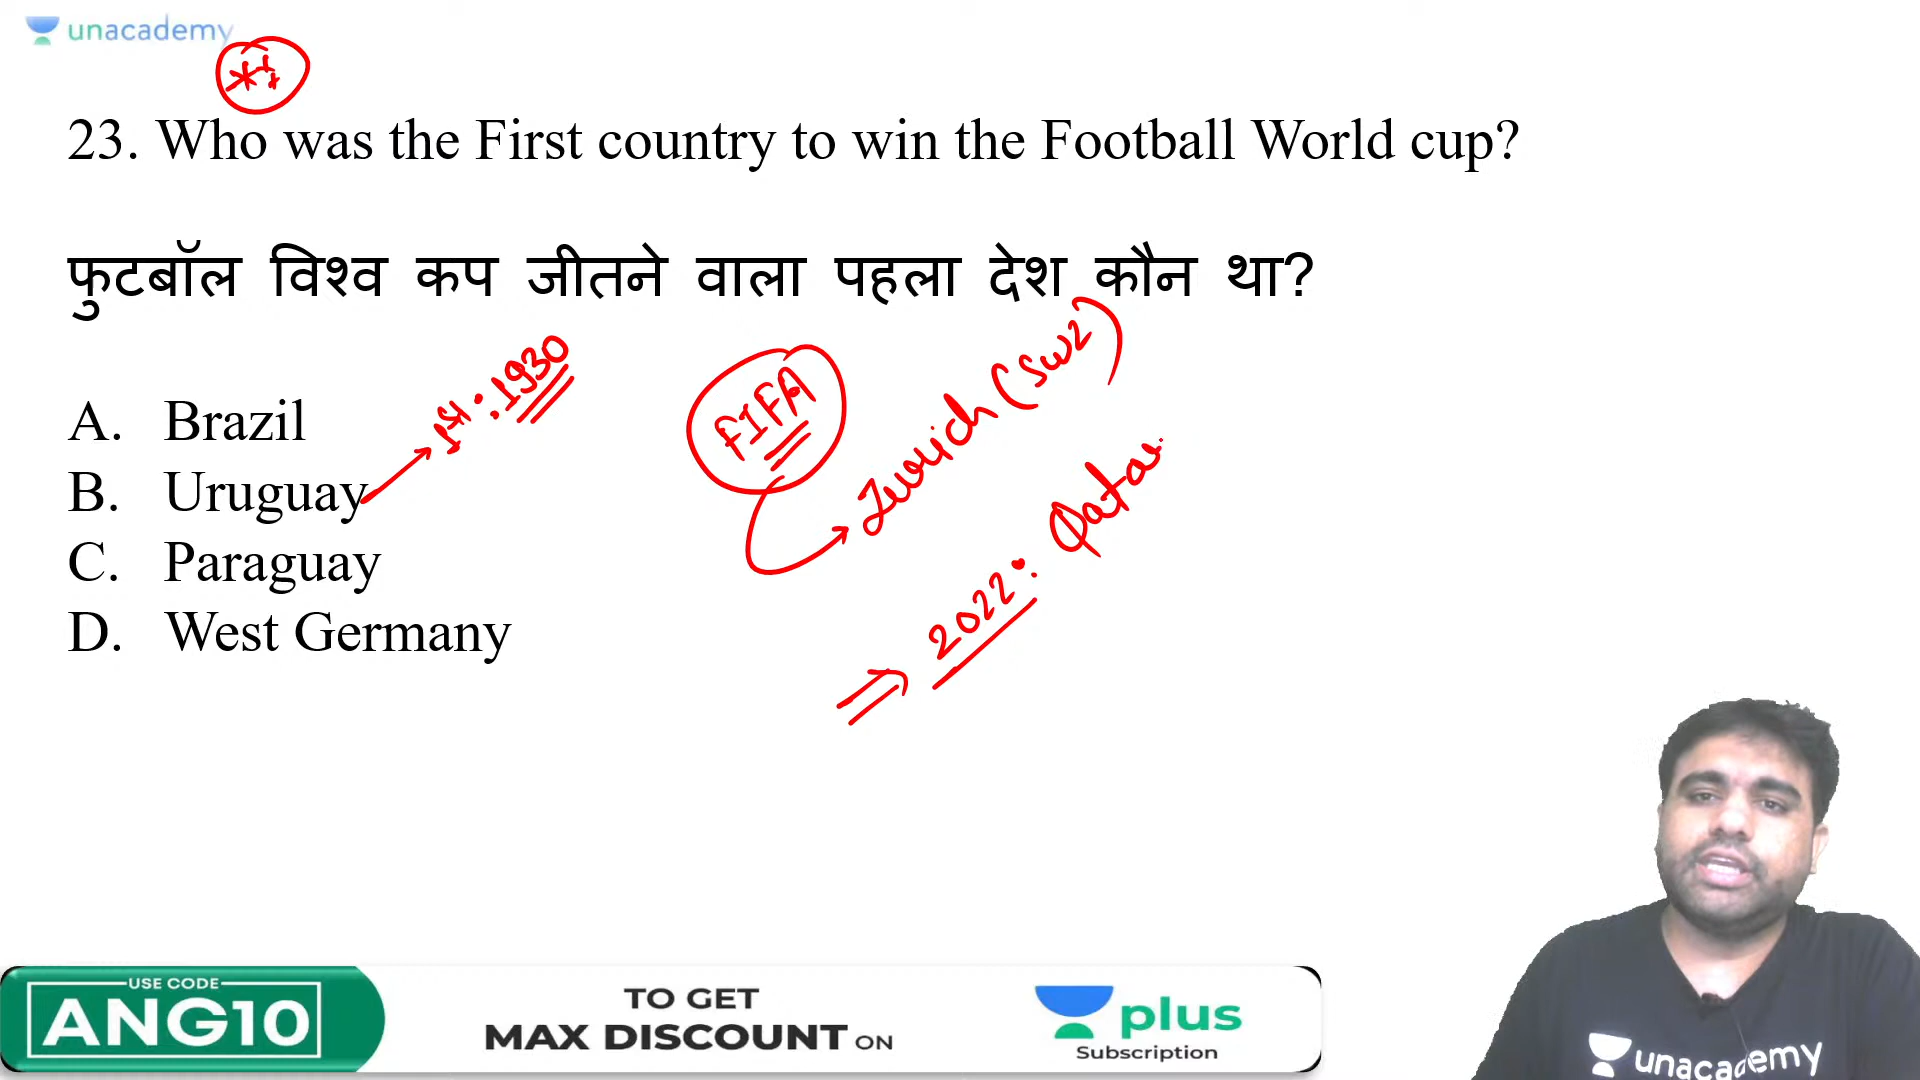 unacademy
23. Who was the First country to win the Football World cup?
फुटबॉल विश्व कप जीतने वाला पहला देश कौन था?
1st : 1930
FIFA
Zurich (Swz)
A. Brazil
B. Uruguay
C. Paraguay
D. West Germany
2022 : Qatar
USE CODE
ANG10
TO GET
MAX DISCOUNT ON
plus
Subscription
unacademy